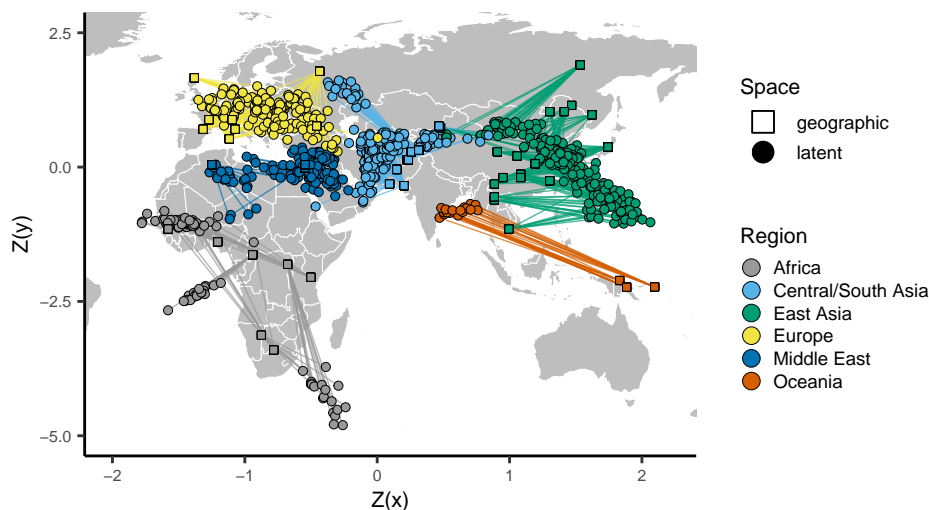 2.5
0.0
−2.5
−5.0
Z(y)
−2
−1
0
1
2
Z(x)
Space
geographic
latent
Region
Africa
Central/South Asia
East Asia
Europe
Middle East
Oceania